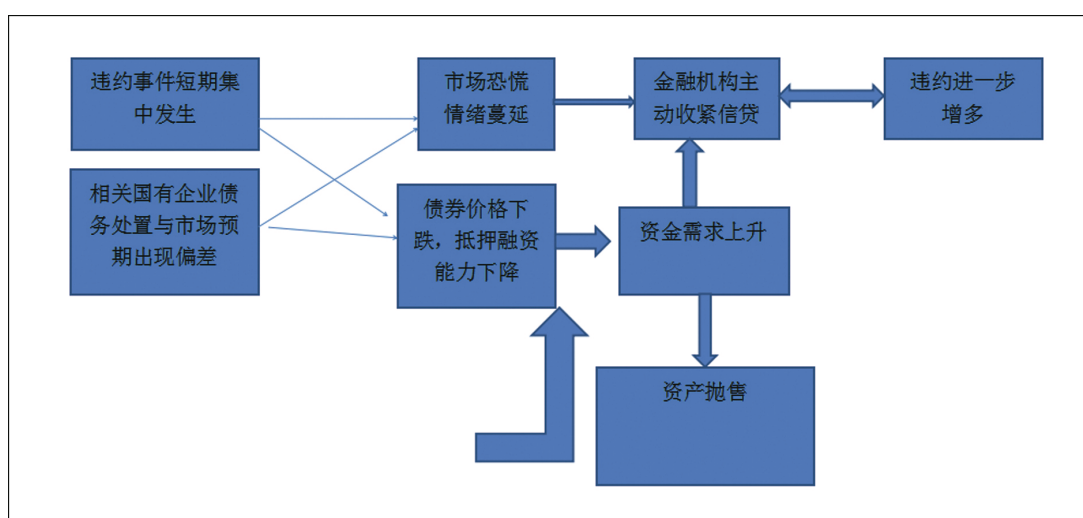 违约事件短期集
中发生
市场恐慌
情绪蔓延
金融机构主
动收紧信贷
违约进一步
增多
相关国有企业债
务处置与市场预
期出现偏差
债券价格下
跌，抵押融资
能力下降
资金需求上升
资产抛售